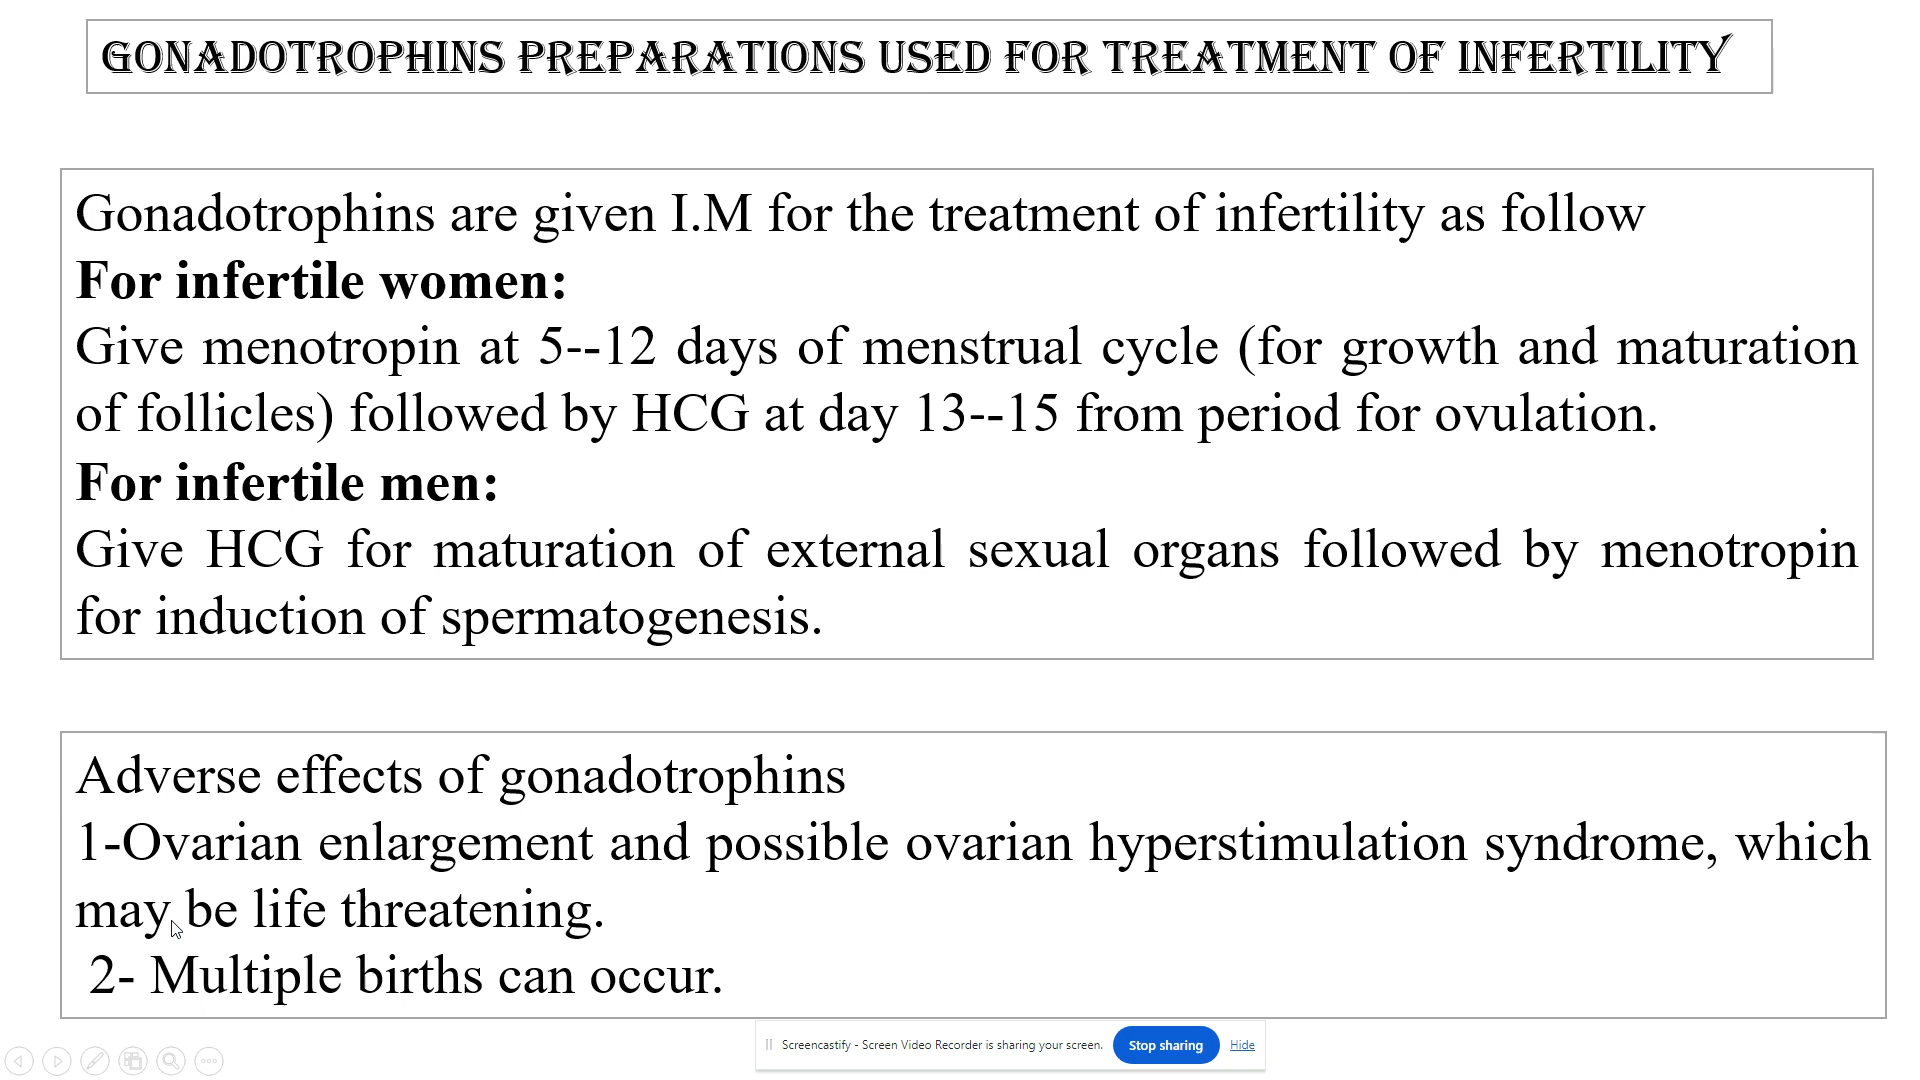 GONADOTROPHINS PREPARATIONS USED FOR TREATMENT OF INFERTILITY
Gonadotrophins are given I.M for the treatment of infertility as follow
For infertile women:
Give menotropin at 5--12 days of menstrual cycle (for growth and maturation
of follicles) followed by HCG at day 13--15 from period for ovulation.
For infertile men:
Give HCG for maturation of external sexual organs followed by menotropin
for induction of spermatogenesis.
Adverse effects of gonadotrophins
1-Ovarian enlargement and possible ovarian hyperstimulation syndrome, which
may be life threatening.
2- Multiple births can occur.
Screencastify - Screen Video Recorder is sharing your screen. Stop sharing Hide